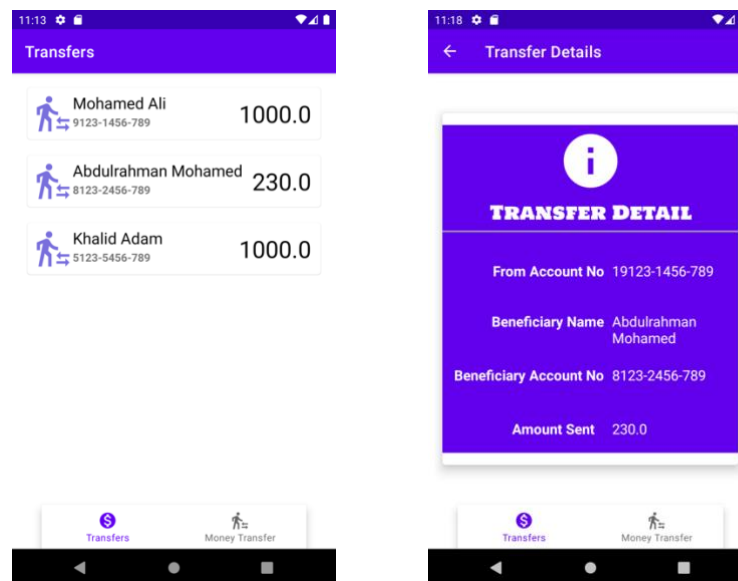 11:13
Transfers
Mohamed Ali
9123-1456-789
1000.0
Abdulrahman Mohamed
8123-2456-789
230.0
Khalid Adam
5123-5456-789
1000.0
Transfers
Money Transfer
11:18
Transfer Details
i
TRANSFER DETAIL
From Account No 19123-1456-789
Beneficiary Name Abdulrahman
Mohamed
Beneficiary Account No 8123-2456-789
Amount Sent 230.0
Transfers
Money Transfer